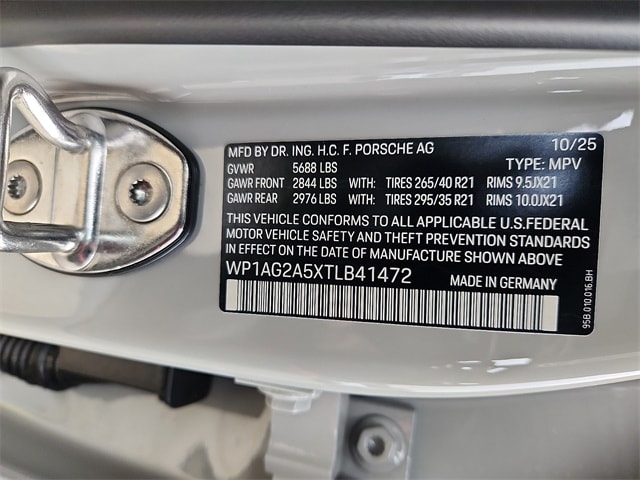 MFD BY DR. ING. H.C. F. PORSCHE AG 10/25
GVWR 5688 LBS TYPE: MPV
GAWR FRONT 2844 LBS WITH: TIRES 265/40 R21 RIMS 9.5JX21
GAWR REAR 2976 LBS WITH: TIRES 295/35 R21 RIMS 10.0JX21
THIS VEHICLE CONFORMS TO ALL APPLICABLE U.S.FEDERAL
MOTOR VEHICLE SAFETY AND THEFT PREVENTION STANDARDS
IN EFFECT ON THE DATE OF MANUFACTURE SHOWN ABOVE
WP1AG2A5XTLB41472 MADE IN GERMANY
95B.010.016.BH